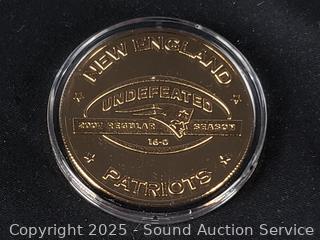 NEW ENGLAND
UNDEFEATED
2007 REGULAR SEASON
16-0
PATRIOTS
Copyright 2025 - Sound Auction Service